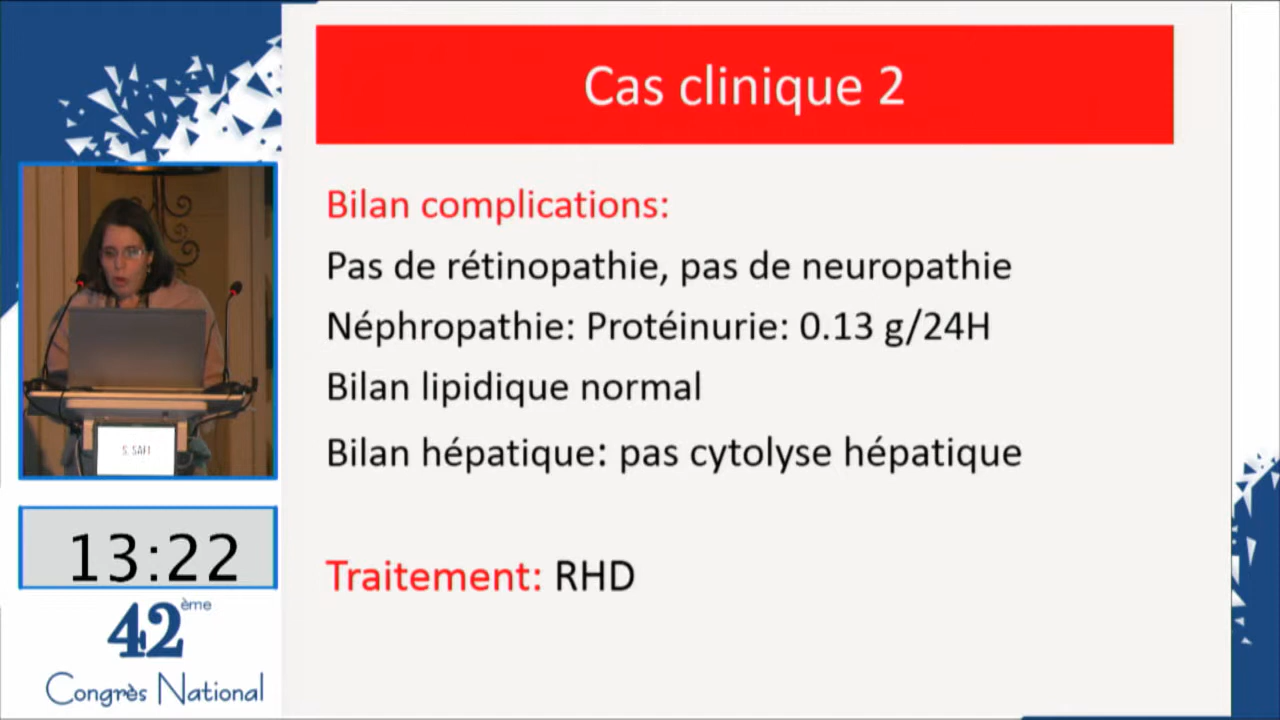 Cas clinique 2
Bilan complications:
Pas de rétinopathie, pas de neuropathie
Néphropathie: Protéinurie: 0.13 g/24H
Bilan lipidique normal
Bilan hépatique: pas cytolyse hépatique
Traitement: RHD
S. SAFI
13:22
42ème
Congrès National